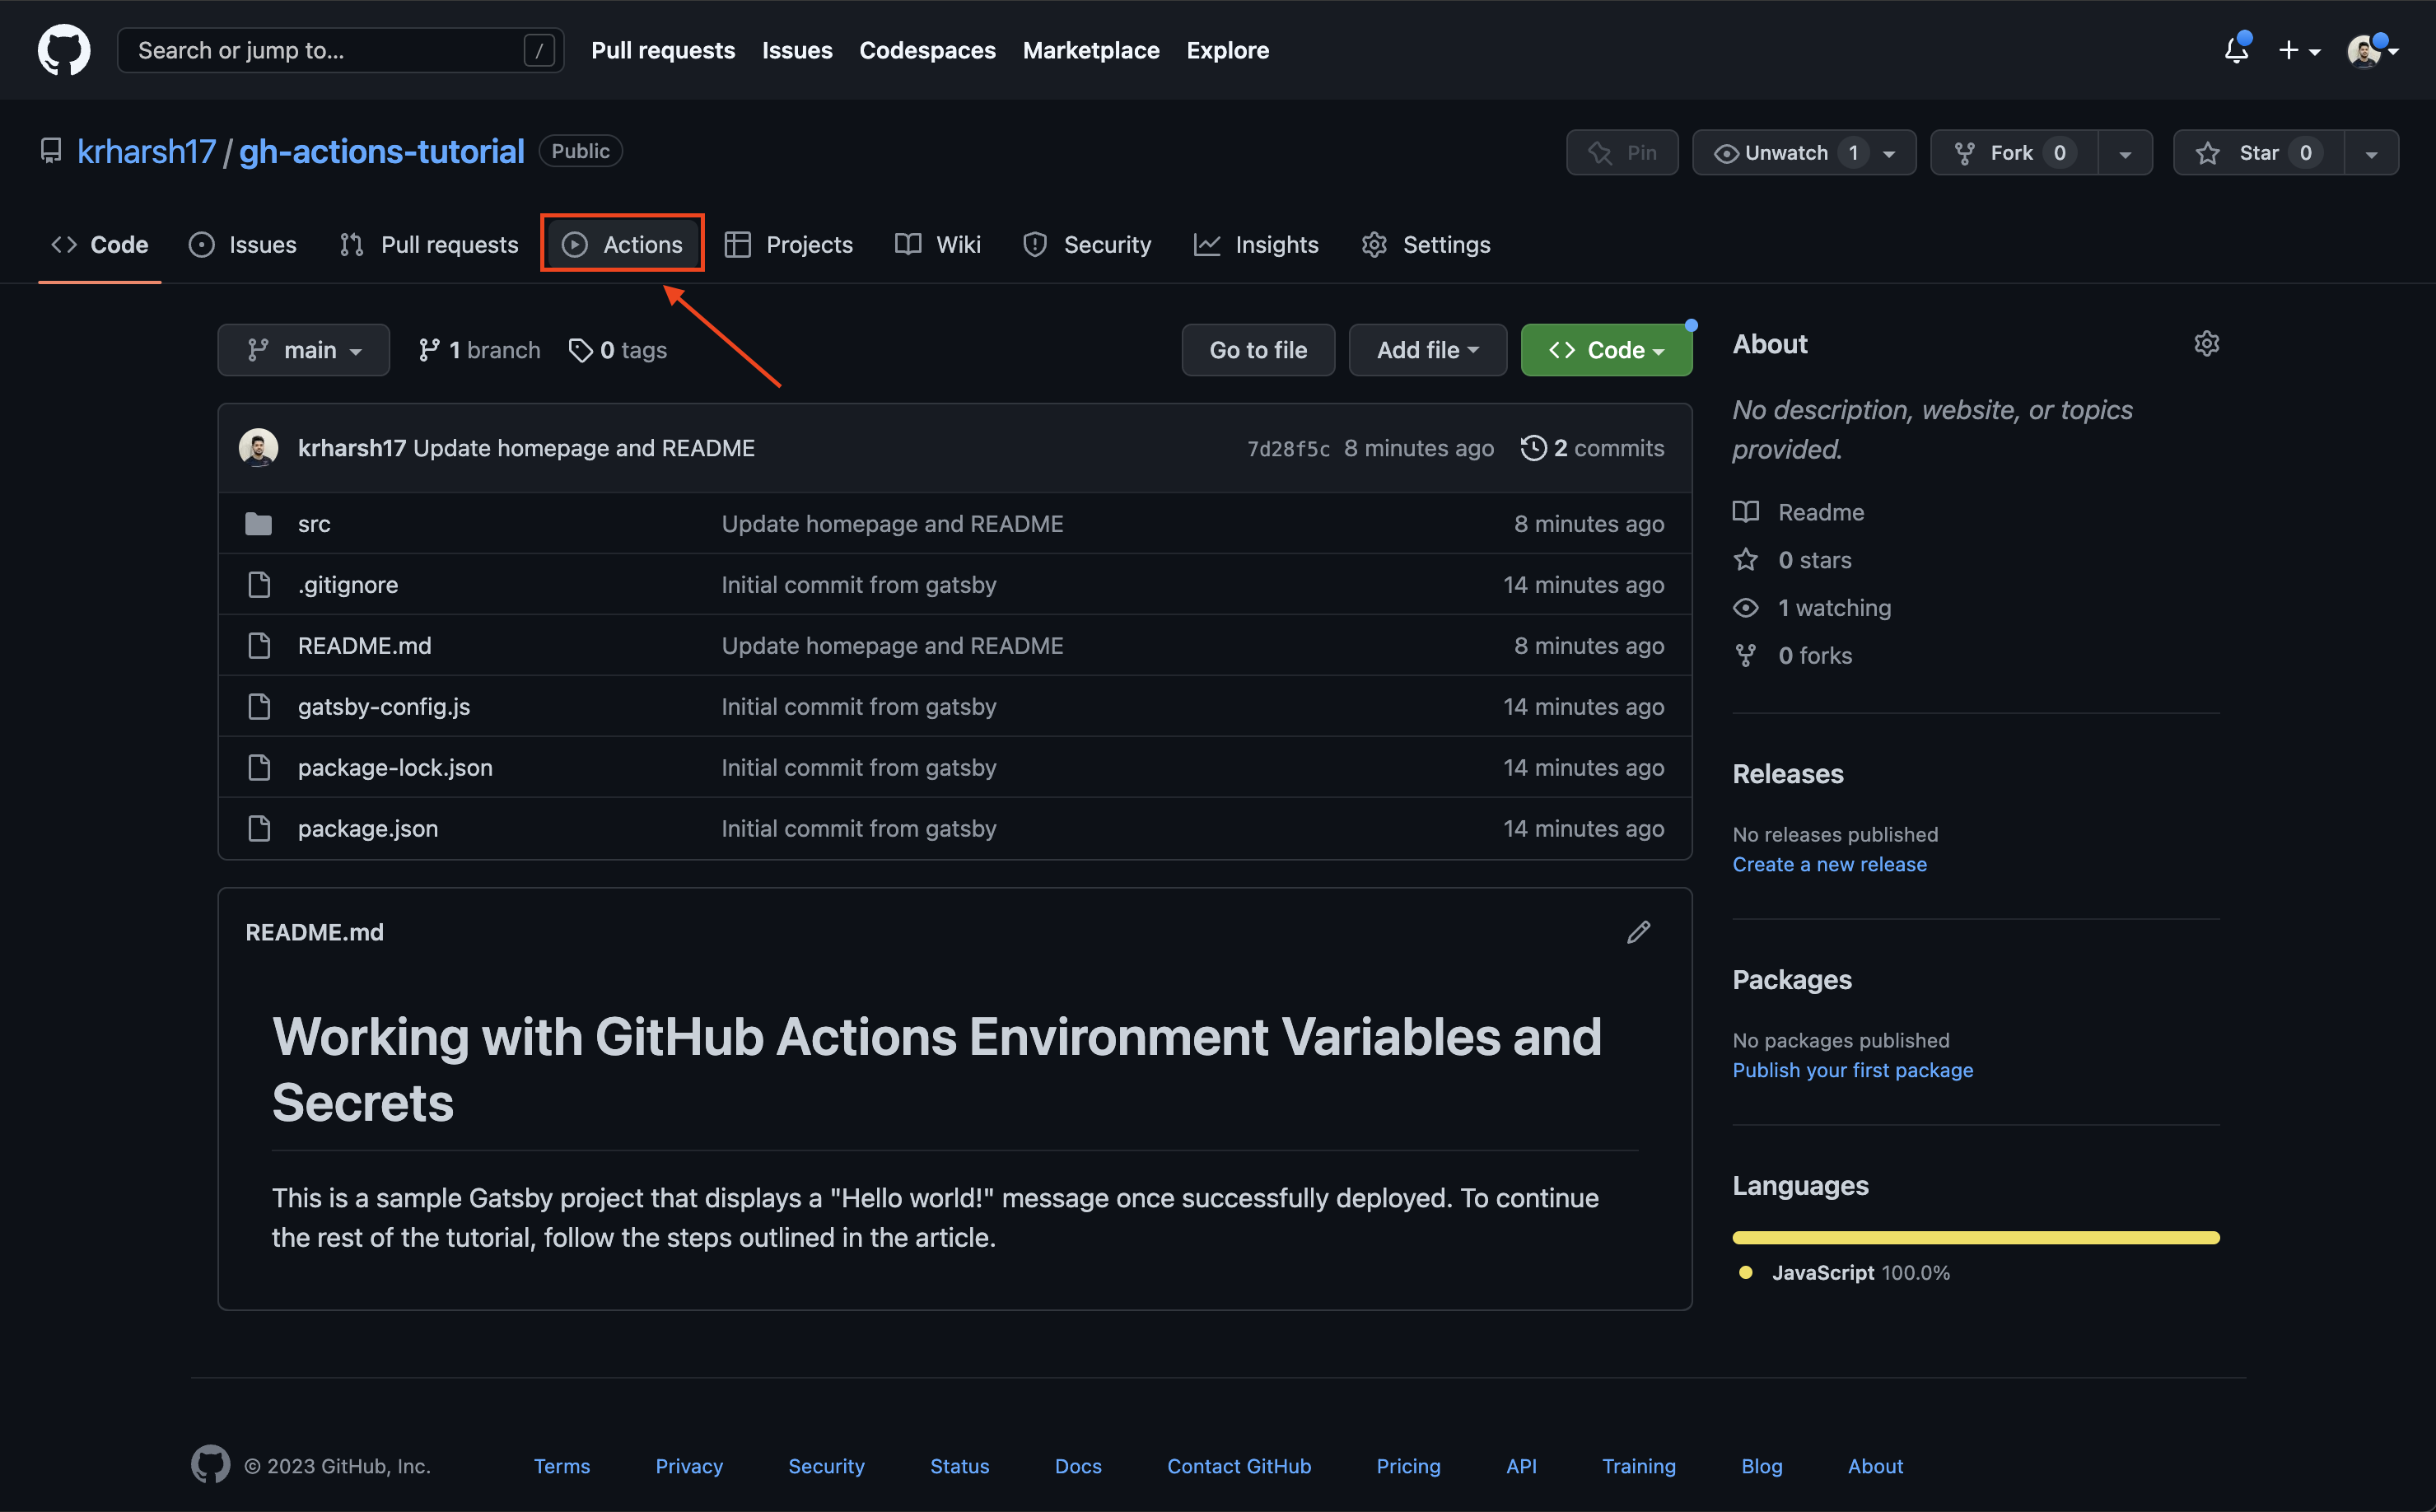 Search or jump to... /
Pull requests Issues Codespaces Marketplace Explore
krharsh17 / gh-actions-tutorial Public
Pin Unwatch 1 Fork 0 Star 0
Code Issues Pull requests Actions Projects Wiki Security Insights Settings
main 1 branch 0 tags Go to file Add file Code
krharsh17 Update homepage and README 7d28f5c 8 minutes ago 2 commits
src Update homepage and README 8 minutes ago
.gitignore Initial commit from gatsby 14 minutes ago
README.md Update homepage and README 8 minutes ago
gatsby-config.js Initial commit from gatsby 14 minutes ago
package-lock.json Initial commit from gatsby 14 minutes ago
package.json Initial commit from gatsby 14 minutes ago
README.md
Working with GitHub Actions Environment Variables and
Secrets
This is a sample Gatsby project that displays a "Hello world!" message once successfully deployed. To continue
the rest of the tutorial, follow the steps outlined in the article.
About
No description, website, or topics
provided.
Readme
0 stars
1 watching
0 forks
Releases
No releases published
Create a new release
Packages
No packages published
Publish your first package
Languages
JavaScript 100.0%
© 2023 GitHub, Inc. Terms Privacy Security Status Docs Contact GitHub Pricing API Training Blog About